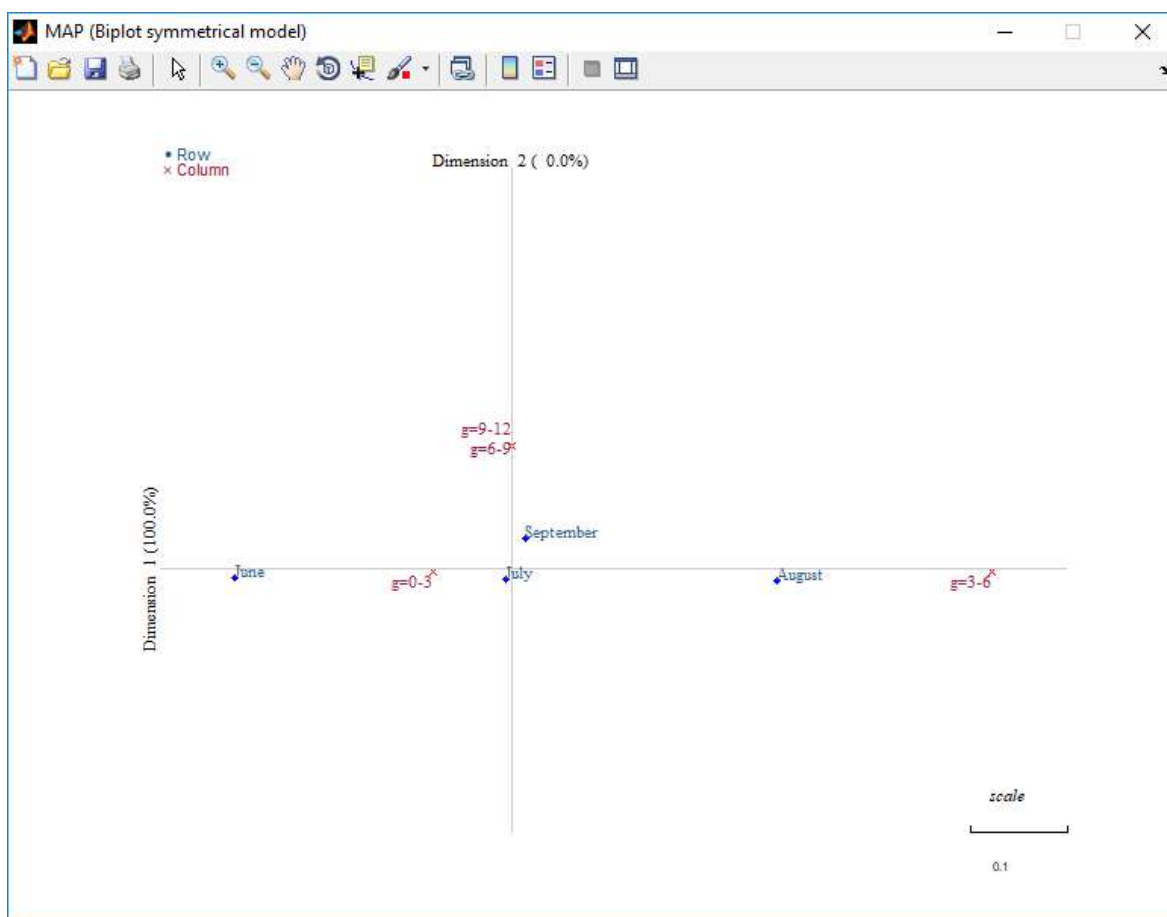 MAP (Biplot symmetrical model)
• Row
× Column
Dimension 2 ( 0.0%)
g=9-12
g=6-9
September
Dimension 1 (100.0%)
June
g=0-3
July
August
g=3-6
scale
0.1